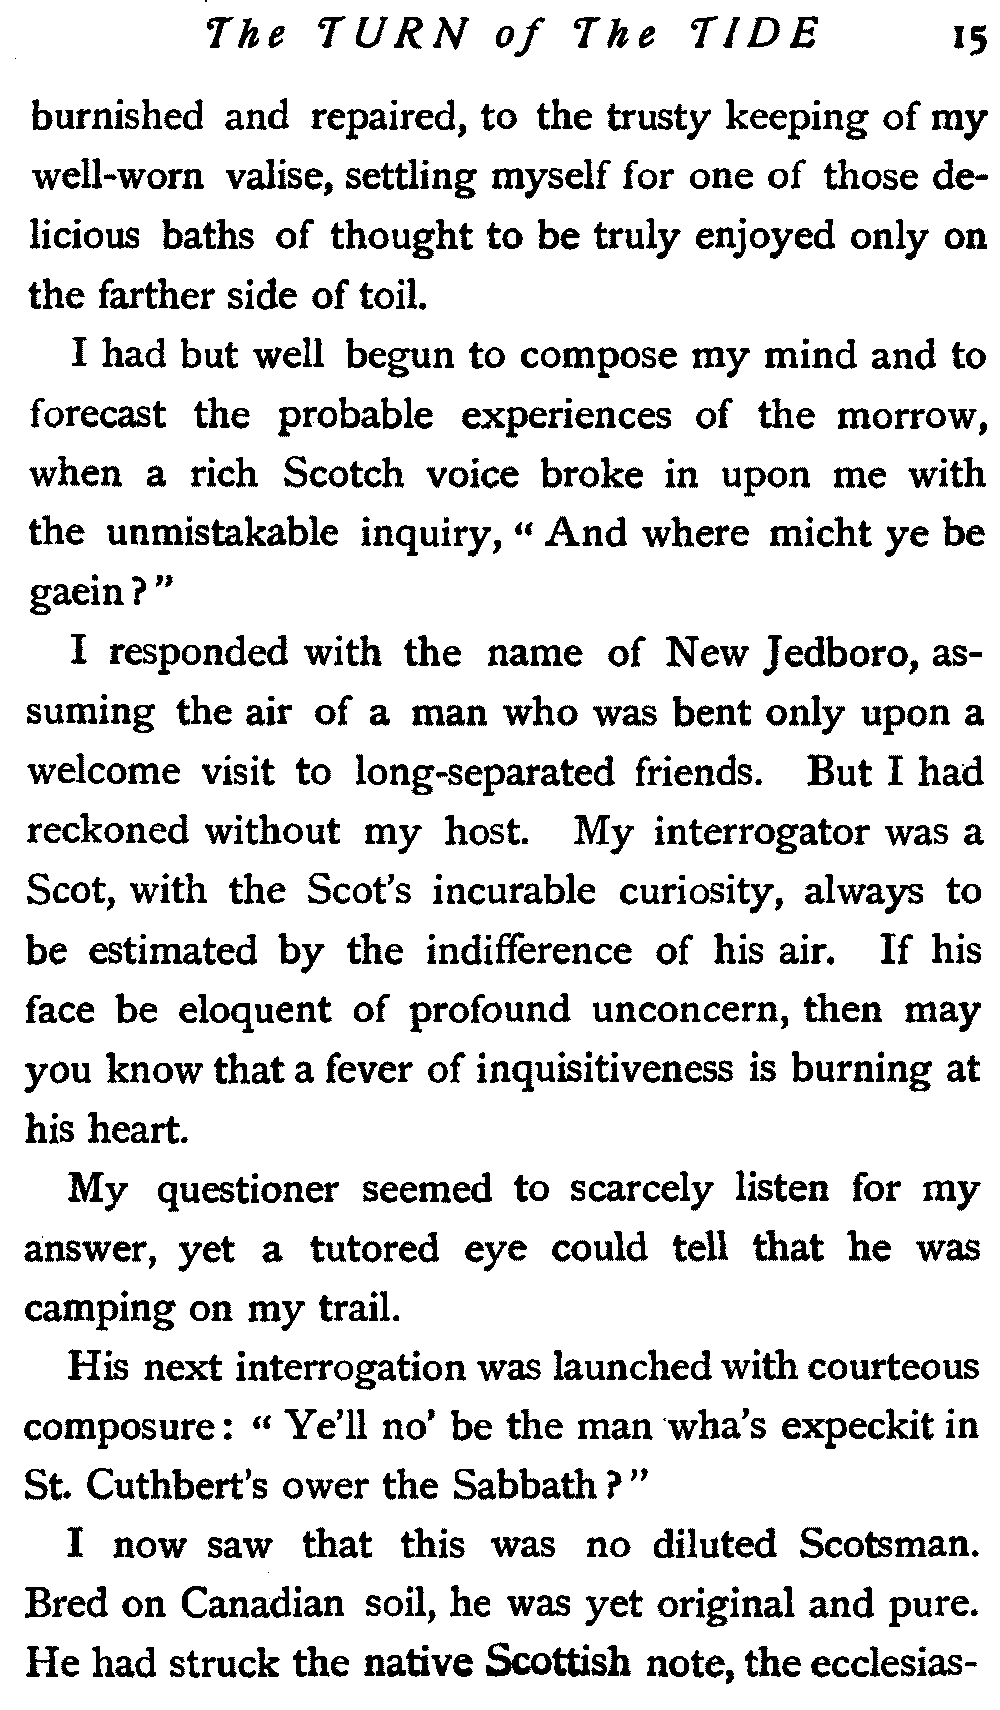 The TURN of The TIDE 15
burnished and repaired, to the trusty keeping of my
well-worn valise, settling myself for one of those de-
licious baths of thought to be truly enjoyed only on
the farther side of toil.
I had but well begun to compose my mind and to
forecast the probable experiences of the morrow,
when a rich Scotch voice broke in upon me with
the unmistakable inquiry, “ And where micht ye be
gaein ? ”
I responded with the name of New Jedboro, as-
suming the air of a man who was bent only upon a
welcome visit to long-separated friends. But I had
reckoned without my host. My interrogator was a
Scot, with the Scot's incurable curiosity, always to
be estimated by the indifference of his air. If his
face be eloquent of profound unconcern, then may
you know that a fever of inquisitiveness is burning at
his heart.
My questioner seemed to scarcely listen for my
answer, yet a tutored eye could tell that he was
camping on my trail.
His next interrogation was launched with courteous
composure : “ Ye'll no' be the man wha's expeckit in
St. Cuthbert's ower the Sabbath ? ”
I now saw that this was no diluted Scotsman.
Bred on Canadian soil, he was yet original and pure.
He had struck the native Scottish note, the ecclesias-